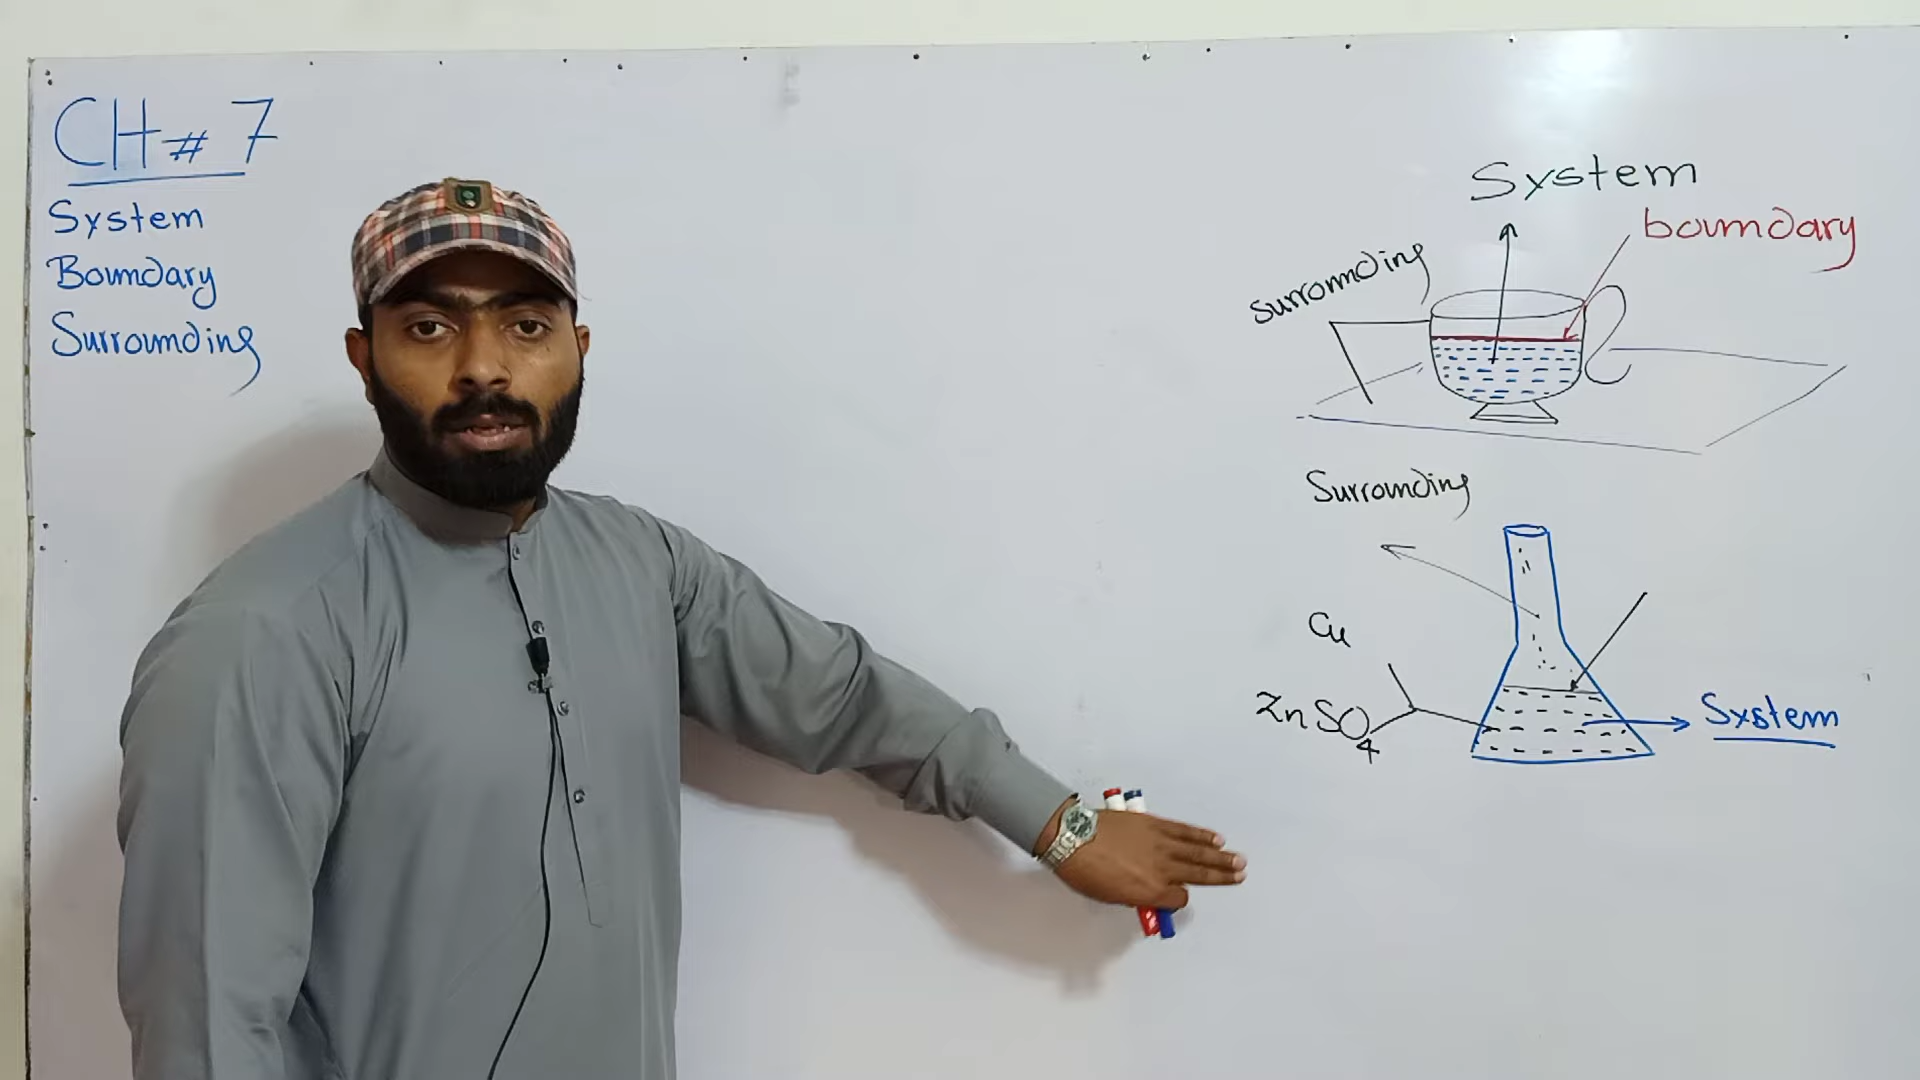 CH # 7
System
Boundary
Surrounding
System
boundary
surrounding
Surrounding
Cu
ZnSO4
System